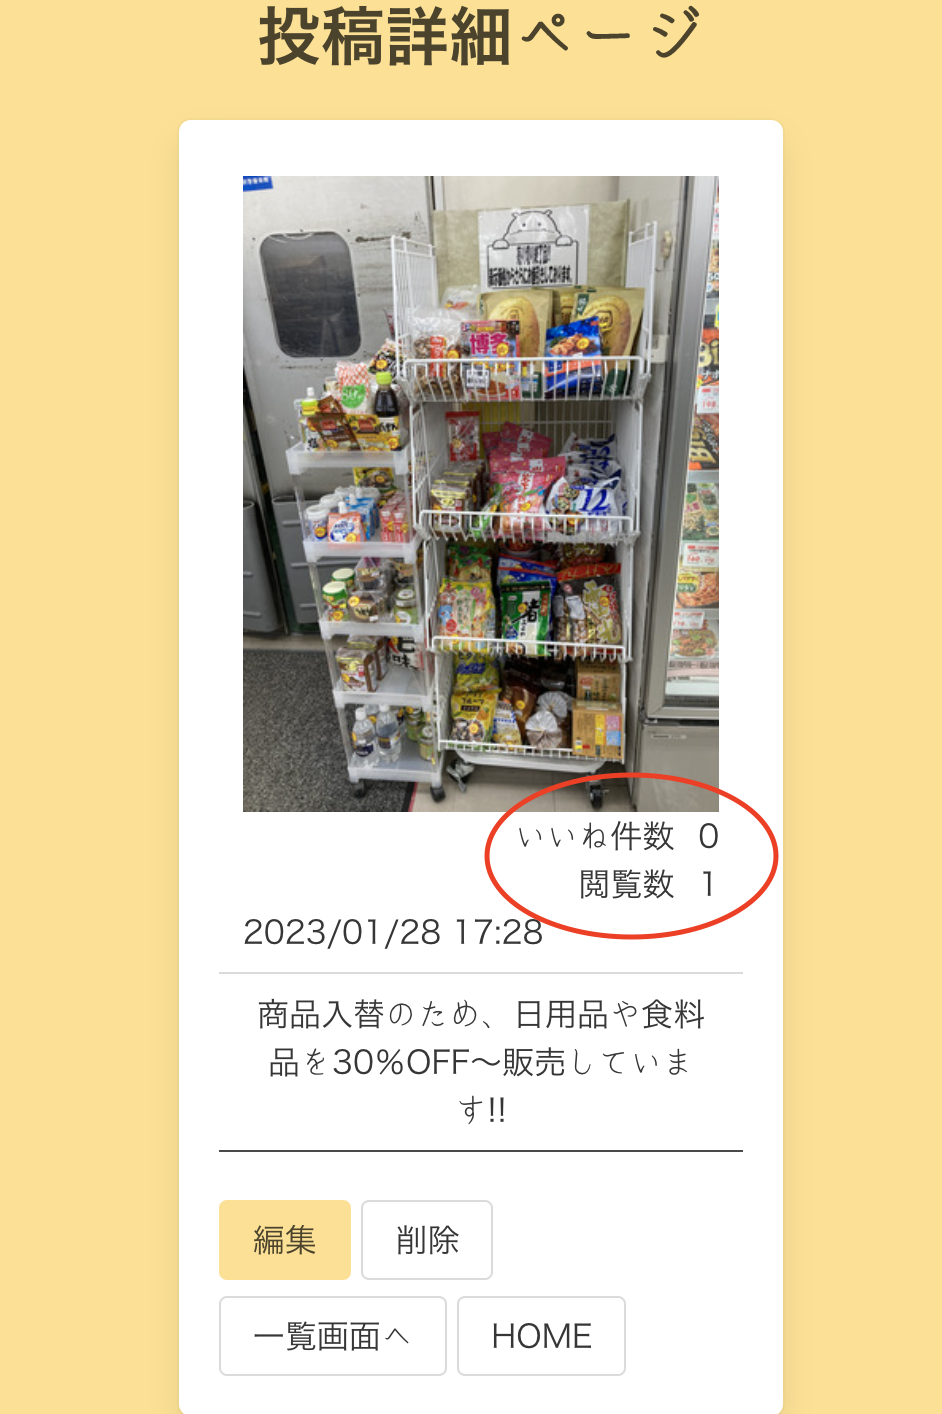 投稿詳細ページ
博多
12
いいね件数 0
閲覧数 1
2023/01/28 17:28
商品入替のため、日用品や食料
品を30%OFF〜販売していま
す!!
編集
削除
一覧画面へ
HOME